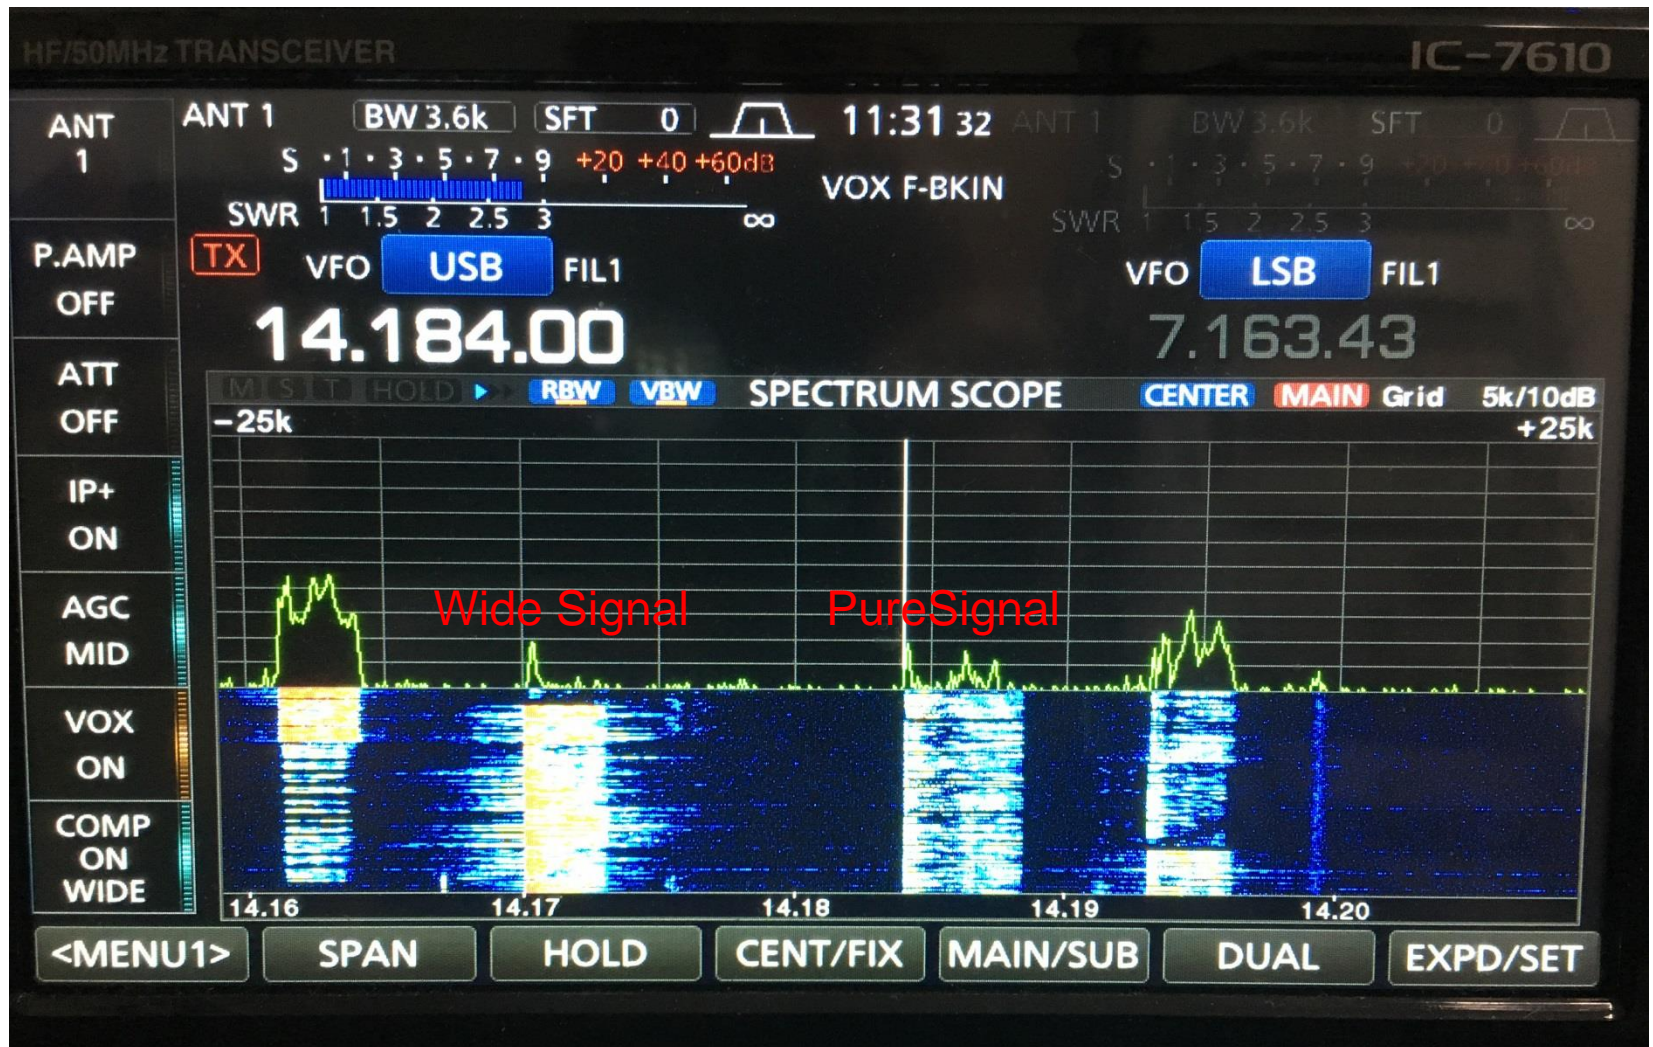 HF/50MHz TRANSCEIVER
IC-7610
ANT 1
ANT 1 BW 3.6k SFT 0 11:31 32
ANT 1 BW 3.6k SFT 0
S ·1·3·5·7·9 +20 +40 +60dB
S ·1·3·5·7·9 +20 +40 +60dB
VOX F-BKIN
SWR 1 1.5 2 2.5 3 ∞
SWR 1 1.5 2 2.5 3 ∞
P.AMP OFF
TX VFO USB FIL1
VFO LSB FIL1
14.184.00
7.163.43
ATT OFF
M S T HOLD RBW VBW SPECTRUM SCOPE CENTER MAIN Grid 5k/10dB
-25k +25k
IP+ ON
AGC MID
Wide Signal PureSignal
VOX ON
COMP ON WIDE
14.16 14.17 14.18 14.19 14.20
<MENU1> SPAN HOLD CENT/FIX MAIN/SUB DUAL EXPD/SET